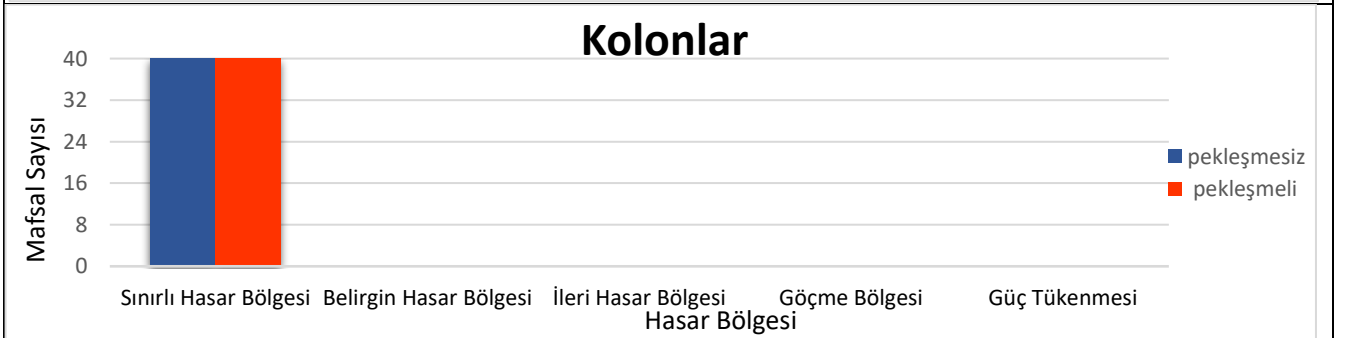 Kolonlar
40
32
24
16
8
0
Mafsal Sayısı
Sınırlı Hasar Bölgesi
Belirgin Hasar Bölgesi
İleri Hasar Bölgesi
Göçme Bölgesi
Güç Tükenmesi
Hasar Bölgesi
pekleşmesiz
pekleşmeli